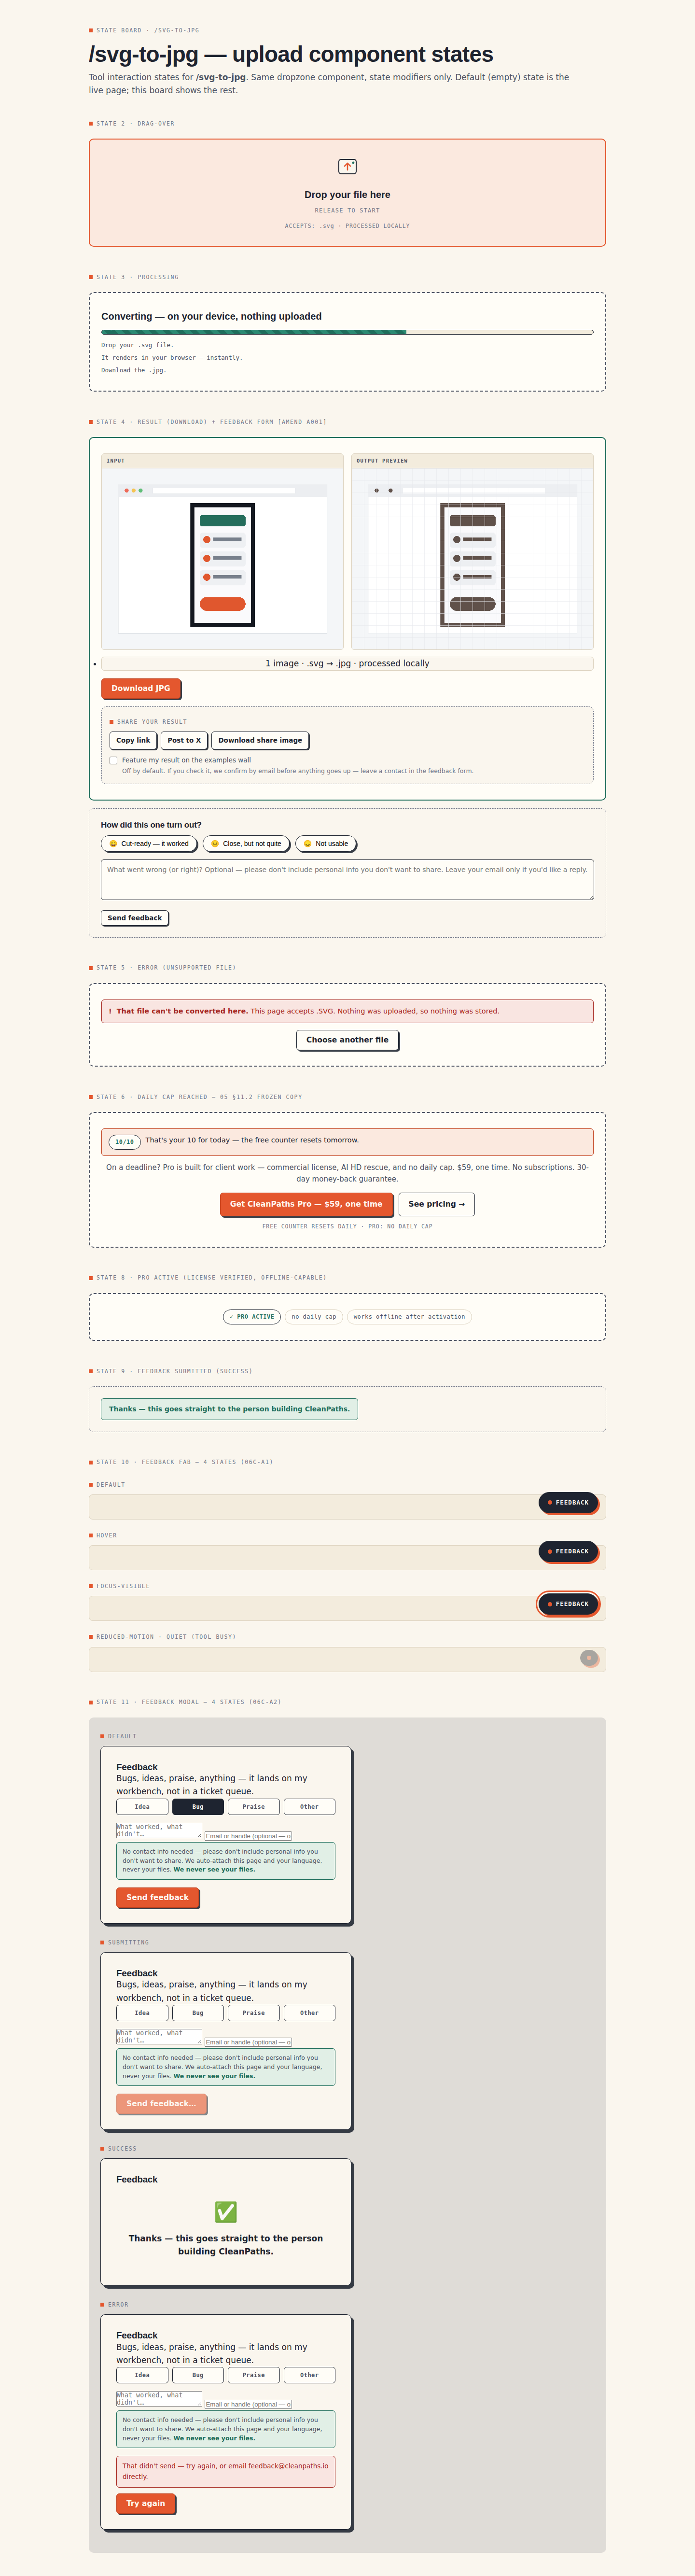 STATE BOARD · /SVG-TO-JPG
/svg-to-jpg — upload component states
Tool interaction states for /svg-to-jpg. Same dropzone component, state modifiers only. Default (empty) state is the
live page; this board shows the rest.
STATE 2 · DRAG-OVER
Drop your file here
RELEASE TO START
ACCEPTS: .svg · PROCESSED LOCALLY
STATE 3 · PROCESSING
Converting — on your device, nothing uploaded
Drop your .svg file.
It renders in your browser — instantly.
Download the .jpg.
STATE 4 · RESULT (DOWNLOAD) + FEEDBACK FORM [AMEND A001]
INPUT
OUTPUT PREVIEW
1 image · .svg → .jpg · processed locally
Download JPG
SHARE YOUR RESULT
Copy link
Post to X
Download share image
Feature my result on the examples wall
Off by default. If you check it, we confirm by email before anything goes up — leave a contact in the feedback form.
How did this one turn out?
😀 Cut-ready — it worked
😐 Close, but not quite
😞 Not usable
What went wrong (or right)? Optional — please don't include personal info you don't want to share. Leave your email only if you'd like a reply.
Send feedback
STATE 5 · ERROR (UNSUPPORTED FILE)
! That file can't be converted here. This page accepts .SVG. Nothing was uploaded, so nothing was stored.
Choose another file
STATE 6 · DAILY CAP REACHED — 05 §11.2 FROZEN COPY
10/10 That's your 10 for today — the free counter resets tomorrow.
On a deadline? Pro is built for client work — commercial license, AI HD rescue, and no daily cap. $59, one time. No subscriptions. 30-
day money-back guarantee.
Get CleanPaths Pro — $59, one time
See pricing →
FREE COUNTER RESETS DAILY · PRO: NO DAILY CAP
STATE 8 · PRO ACTIVE (LICENSE VERIFIED, OFFLINE-CAPABLE)
✓ PRO ACTIVE
no daily cap
works offline after activation
STATE 9 · FEEDBACK SUBMITTED (SUCCESS)
Thanks — this goes straight to the person building CleanPaths.
STATE 10 · FEEDBACK FAB — 4 STATES (06C-A1)
DEFAULT
FEEDBACK
HOVER
FEEDBACK
FOCUS-VISIBLE
FEEDBACK
REDUCED-MOTION · QUIET (TOOL BUSY)
STATE 11 · FEEDBACK MODAL — 4 STATES (06C-A2)
DEFAULT
Feedback
Bugs, ideas, praise, anything — it lands on my
workbench, not in a ticket queue.
Idea
Bug
Praise
Other
What worked, what
didn't…
Email or handle (optional — o
No contact info needed — please don't include personal info you
don't want to share. We auto-attach this page and your language,
never your files. We never see your files.
Send feedback
SUBMITTING
Feedback
Bugs, ideas, praise, anything — it lands on my
workbench, not in a ticket queue.
Idea
Bug
Praise
Other
What worked, what
didn't…
Email or handle (optional — o
No contact info needed — please don't include personal info you
don't want to share. We auto-attach this page and your language,
never your files. We never see your files.
Send feedback…
SUCCESS
Feedback
Thanks — this goes straight to the person
building CleanPaths.
ERROR
Feedback
Bugs, ideas, praise, anything — it lands on my
workbench, not in a ticket queue.
Idea
Bug
Praise
Other
What worked, what
didn't…
Email or handle (optional — o
No contact info needed — please don't include personal info you
don't want to share. We auto-attach this page and your language,
never your files. We never see your files.
That didn't send — try again, or email feedback@cleanpaths.io
directly.
Try again